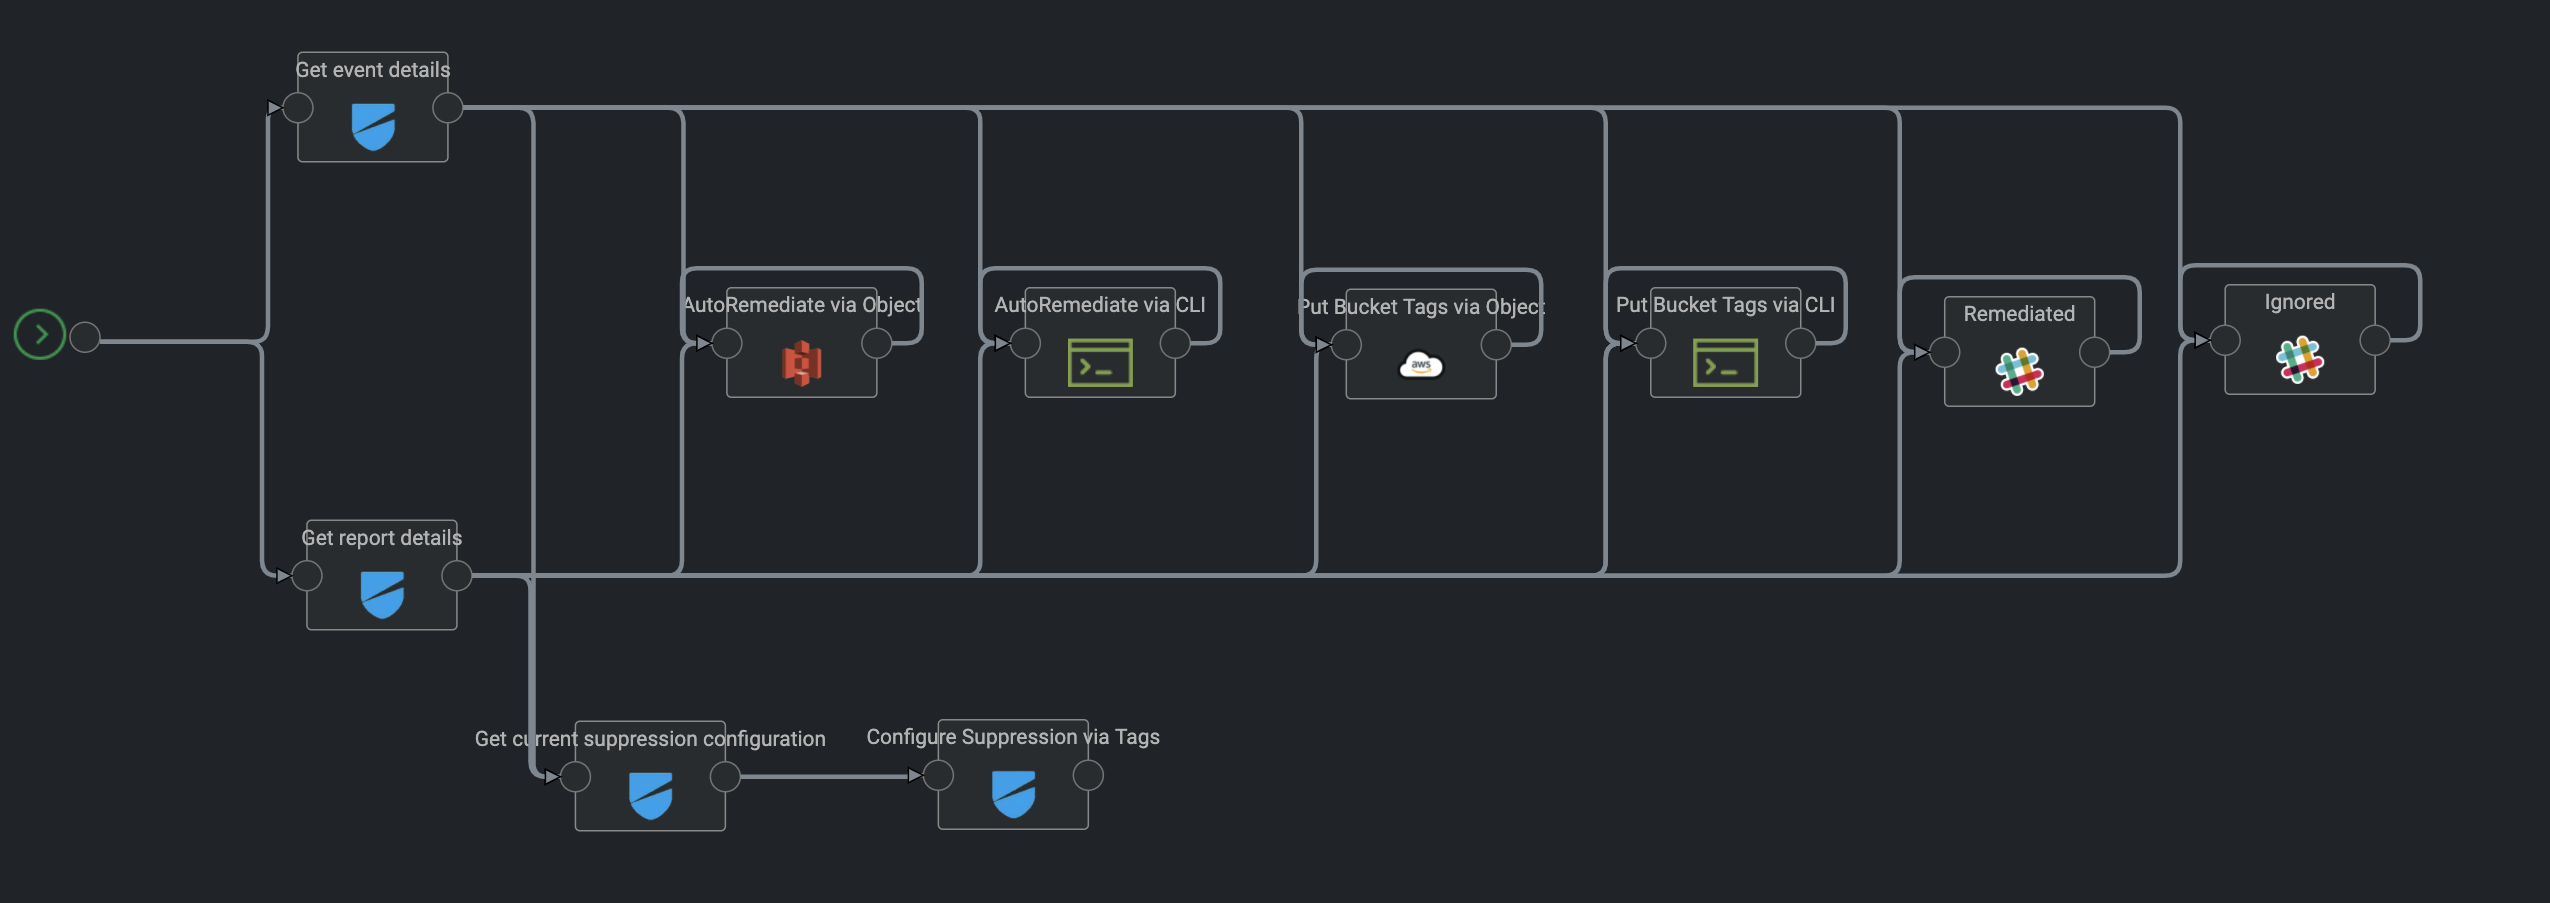 Get event details
AutoRemediate via Object
AutoRemediate via CLI
Put Bucket Tags via Object
aws
Put Bucket Tags via CLI
Remediated
Ignored
Get report details
Get current suppression configuration
Configure Suppression via Tags